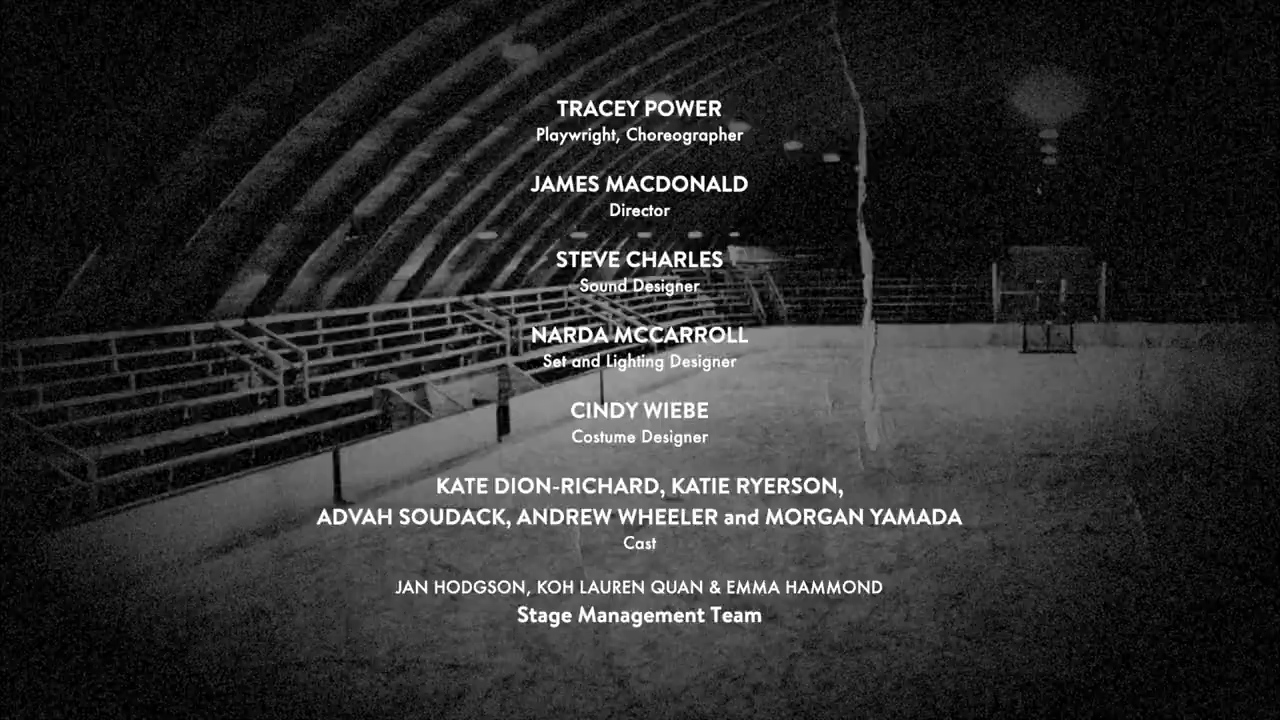 TRACEY POWER
Playwright, Choreographer
JAMES MACDONALD
Director
STEVE CHARLES
Sound Designer
NARDA MCCARROLL
Set and Lighting Designer
CINDY WIEBE
Costume Designer
KATE DION-RICHARD, KATIE RYERSON,
ADVAH SOUDACK, ANDREW WHEELER and MORGAN YAMADA
Cast
JAN HODGSON, KOH LAUREN QUAN & EMMA HAMMOND
Stage Management Team